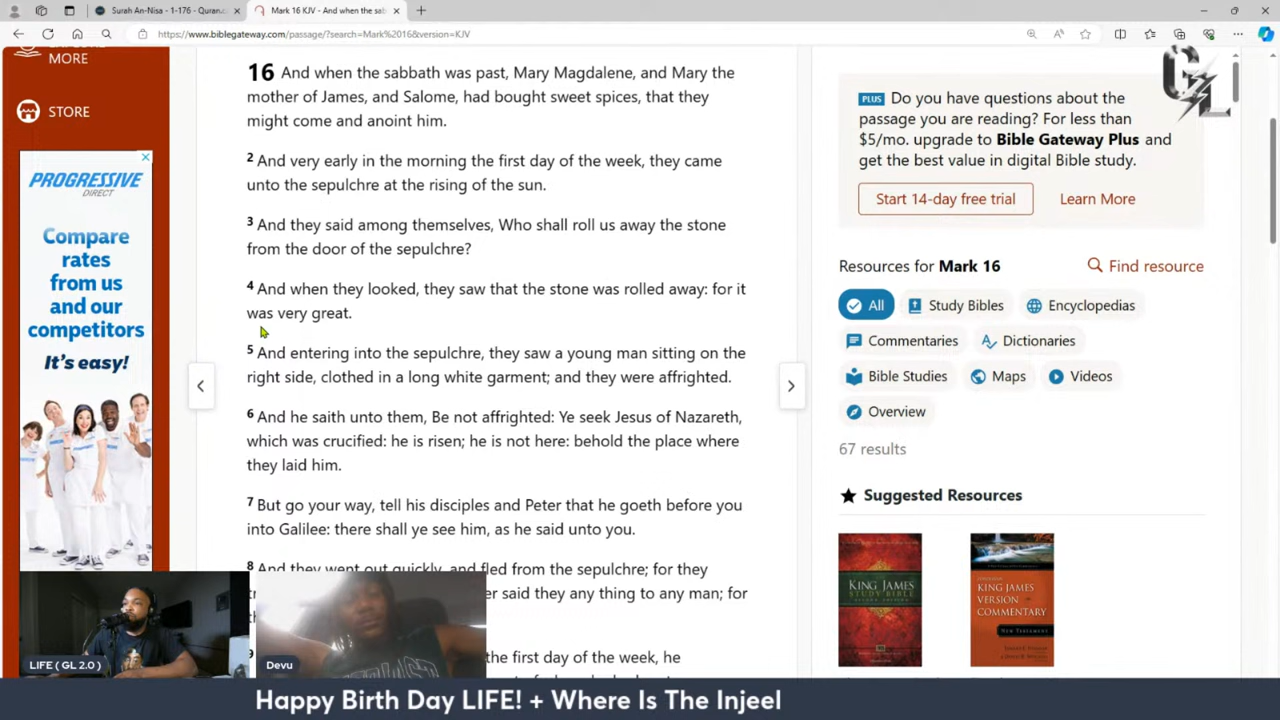 Surah An-Nisa - 1-176 - Quran.c
Mark 16 KJV - And when the sab
https://www.biblegateway.com/passage/?search=Mark%2016&version=KJV
MORE
STORE
PROGRESSIVE
DIRECT
Compare
rates
from us
and our
competitors
It's easy!
16 And when the sabbath was past, Mary Magdalene, and Mary the
mother of James, and Salome, had bought sweet spices, that they
might come and anoint him.
2 And very early in the morning the first day of the week, they came
unto the sepulchre at the rising of the sun.
3 And they said among themselves, Who shall roll us away the stone
from the door of the sepulchre?
4 And when they looked, they saw that the stone was rolled away: for it
was very great.
5 And entering into the sepulchre, they saw a young man sitting on the
right side, clothed in a long white garment; and they were affrighted.
6 And he saith unto them, Be not affrighted: Ye seek Jesus of Nazareth,
which was crucified: he is risen; he is not here: behold the place where
they laid him.
7 But go your way, tell his disciples and Peter that he goeth before you
into Galilee: there shall ye see him, as he said unto you.
8 And they went out quickly, and fled from the sepulchre; for they
said they any thing to any man; for
the first day of the week, he
GL
PLUS Do you have questions about the
passage you are reading? For less than
$5/mo. upgrade to Bible Gateway Plus and
get the best value in digital Bible study.
Start 14-day free trial
Learn More
Resources for Mark 16
Find resource
All
Study Bibles
Encyclopedias
Commentaries
Dictionaries
Bible Studies
Maps
Videos
Overview
67 results
Suggested Resources
KING JAMES
STUDY BIBLE
KING JAMES
VERSION
COMMENTARY
NEW TESTAMENT
LIFE ( GL 2.0 )
Devu
Happy Birth Day LIFE! + Where Is The Injeel